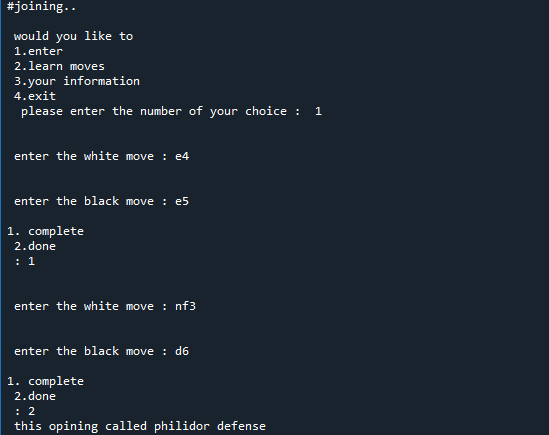 #joining..
would you like to
1.enter
2.learn moves
3.your information
4.exit
please enter the number of your choice :  1
enter the white move : e4
enter the black move : e5
1. complete
2.done
: 1
enter the white move : nf3
enter the black move : d6
1. complete
2.done
: 2
this opining called philidor defense